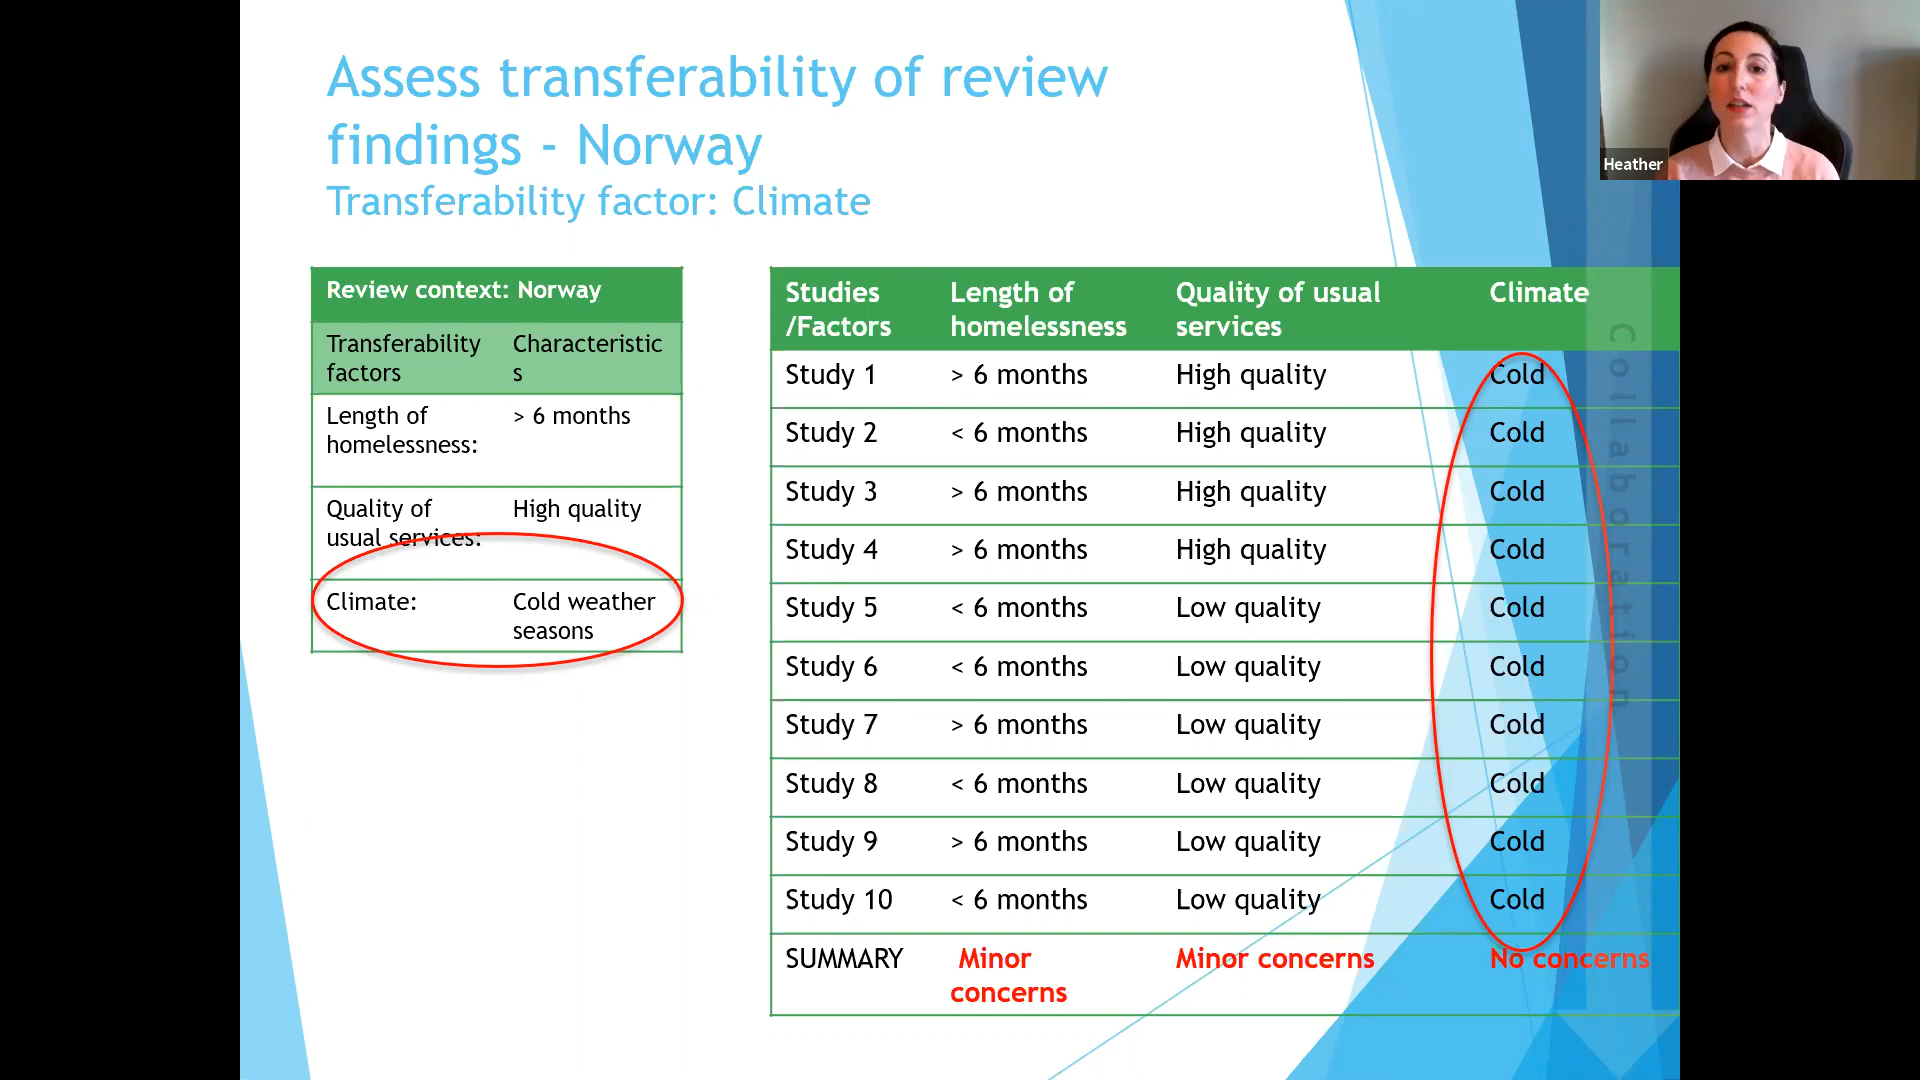 Assess transferability of review
findings - Norway
Transferability factor: Climate
Heather
Review context: Norway
Transferability Characteristic
factors s
Length of > 6 months
homelessness:
Quality of High quality
usual services:
Climate: Cold weather
seasons
Studies Length of Quality of usual Climate
/Factors homelessness services
Study 1 > 6 months High quality Cold
Study 2 < 6 months High quality Cold
Study 3 > 6 months High quality Cold
Study 4 > 6 months High quality Cold
Study 5 < 6 months Low quality Cold
Study 6 < 6 months Low quality Cold
Study 7 > 6 months Low quality Cold
Study 8 < 6 months Low quality Cold
Study 9 > 6 months Low quality Cold
Study 10 < 6 months Low quality Cold
SUMMARY Minor Minor concerns No concerns
concerns
Collaboration